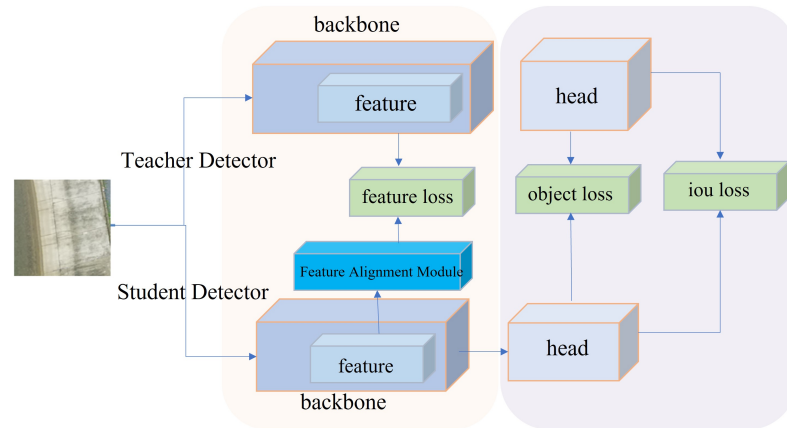 backbone
feature
head
Teacher Detector
feature loss
object loss
iou loss
Feature Alignment Module
Student Detector
head
feature
backbone